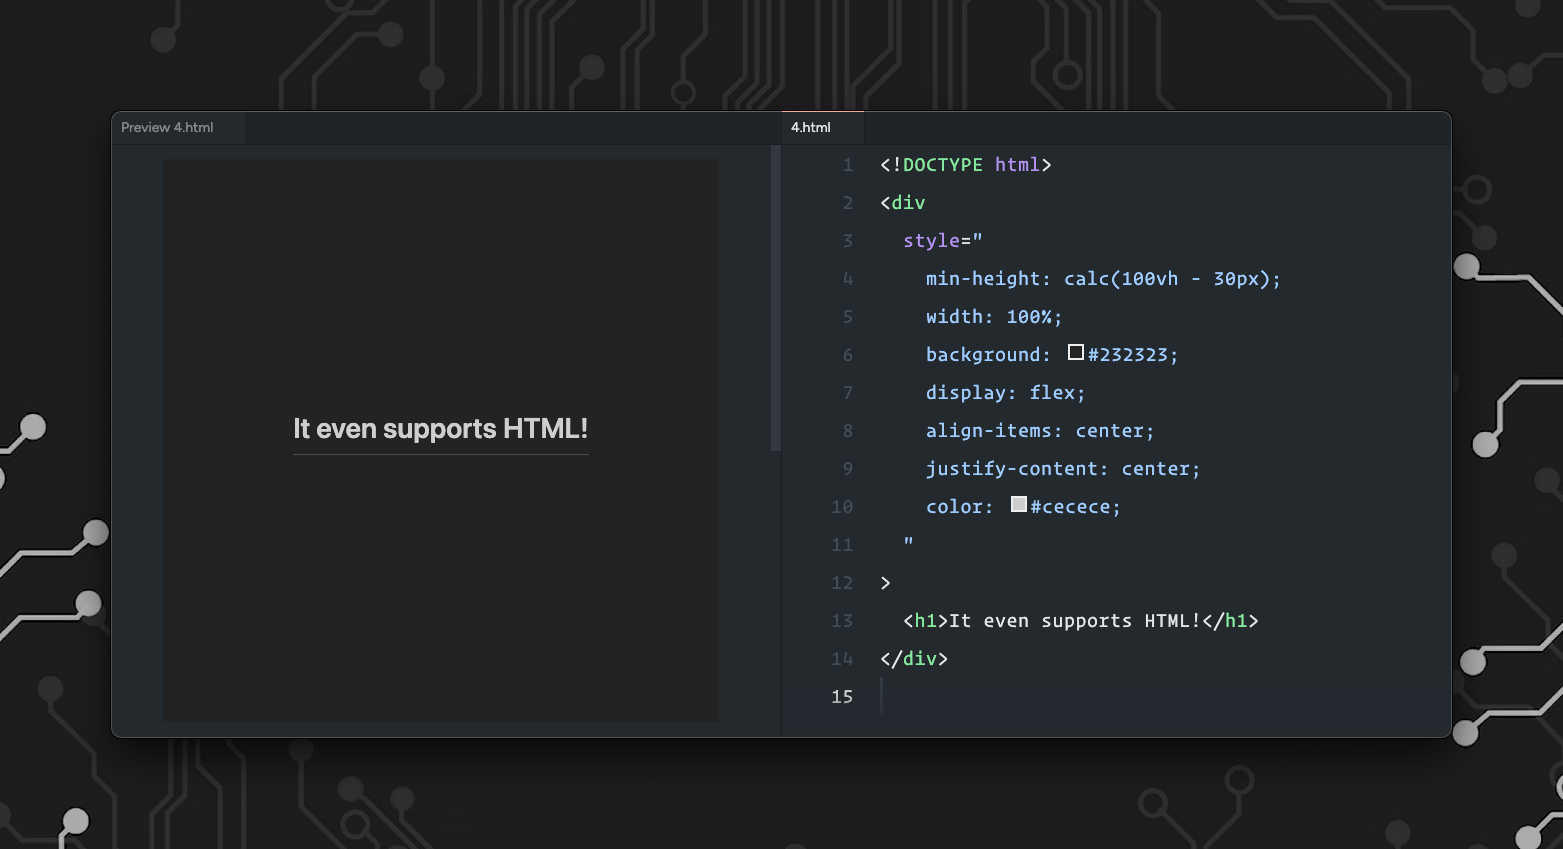 Preview 4.html
It even supports HTML!
4.html
1 <!DOCTYPE html>
2 <div
3 style="
4 min-height: calc(100vh - 30px);
5 width: 100%;
6 background: #232323;
7 display: flex;
8 align-items: center;
9 justify-content: center;
10 color: #cecece;
11 "
12 >
13 <h1>It even supports HTML!</h1>
14 </div>
15